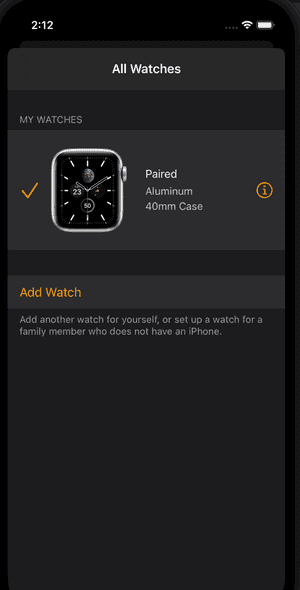 2:12
All Watches
MY WATCHES
23
50
Paired
Aluminum
40mm Case
Add Watch
Add another watch for yourself, or set up a watch for a
family member who does not have an iPhone.